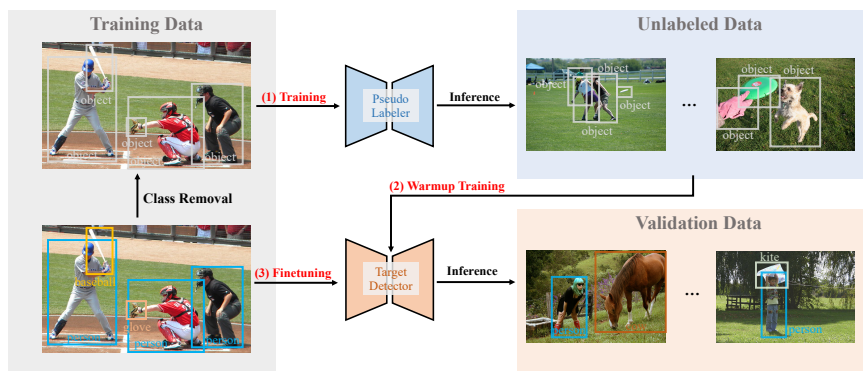 Training Data
object
object
object
object
object
(1) Training
Pseudo
Labeler
Inference
Unlabeled Data
object
object
object
object
...
object
object
object
Class Removal
(2) Warmup Training
baseball
glove
person
person
person
(3) Finetuning
Target
Detector
Inference
Validation Data
person
...
kite
person